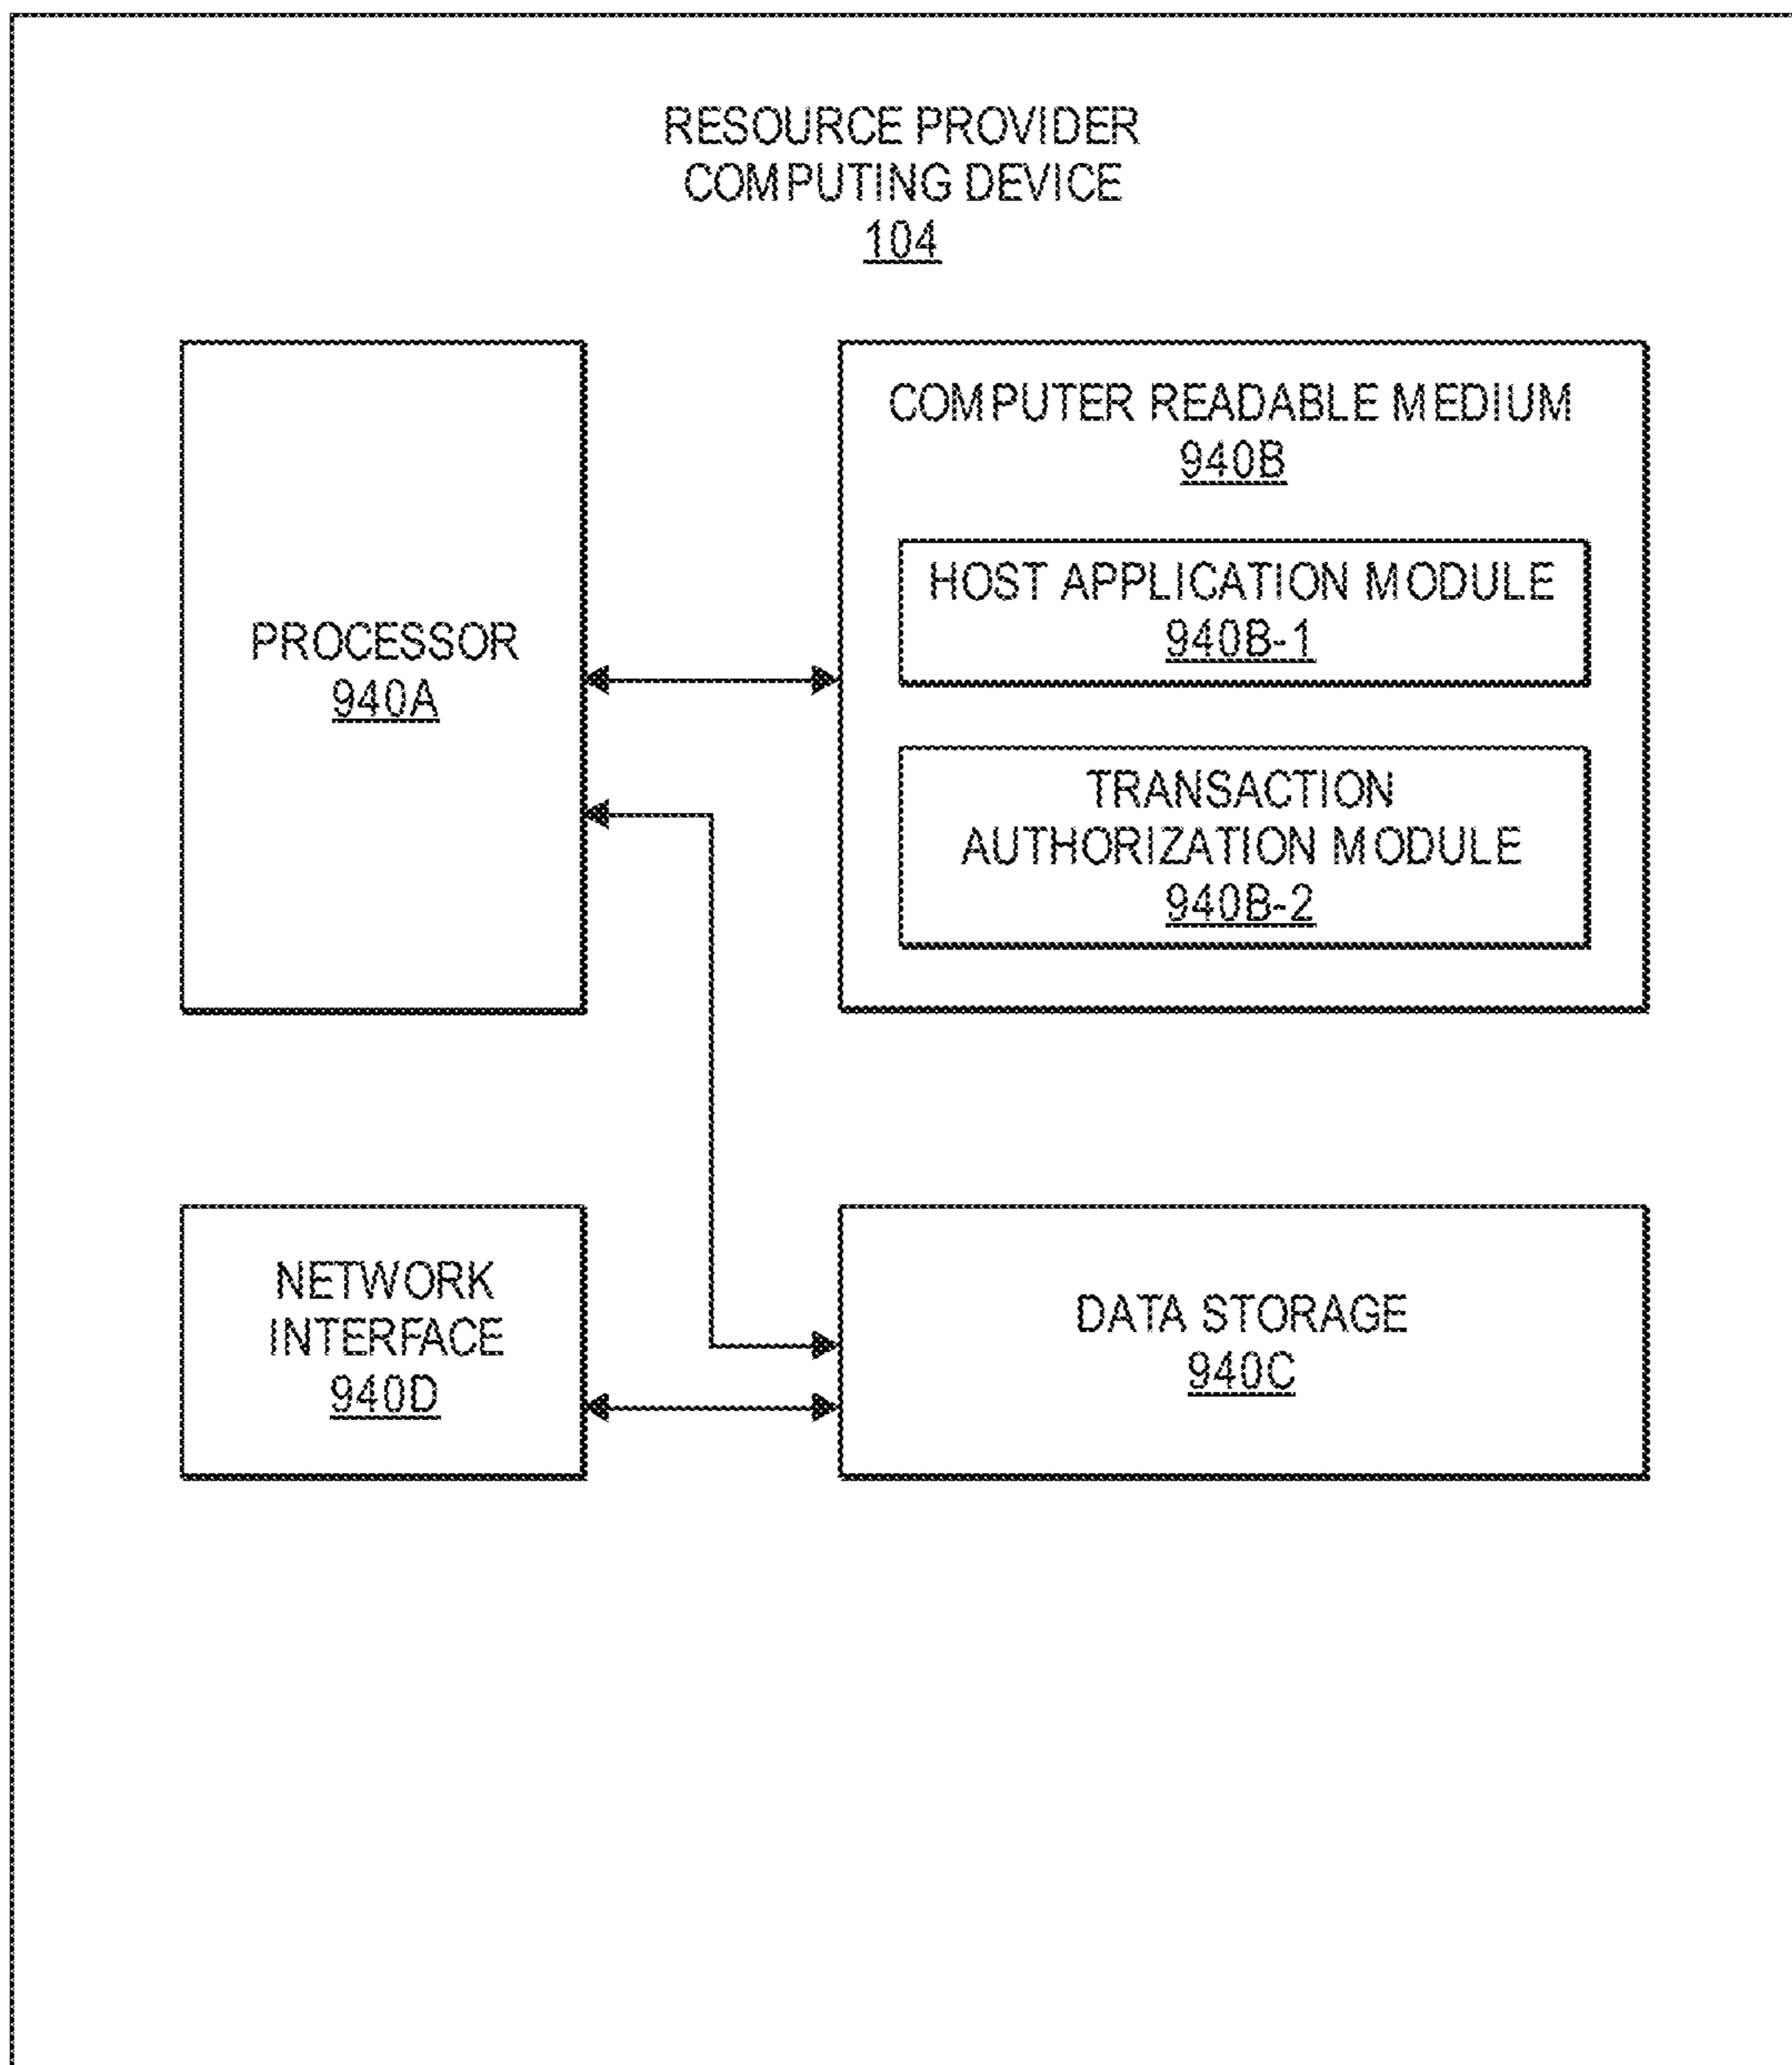 RESOURCE PROVIDER
COMPUTING DEVICE
104
PROCESSOR
940A
COMPUTER READABLE MEDIUM
940B
HOST APPLICATION MODULE
940B-1
TRANSACTION
AUTHORIZATION MODULE
940B-2
NETWORK
INTERFACE
940D
DATA STORAGE
940C